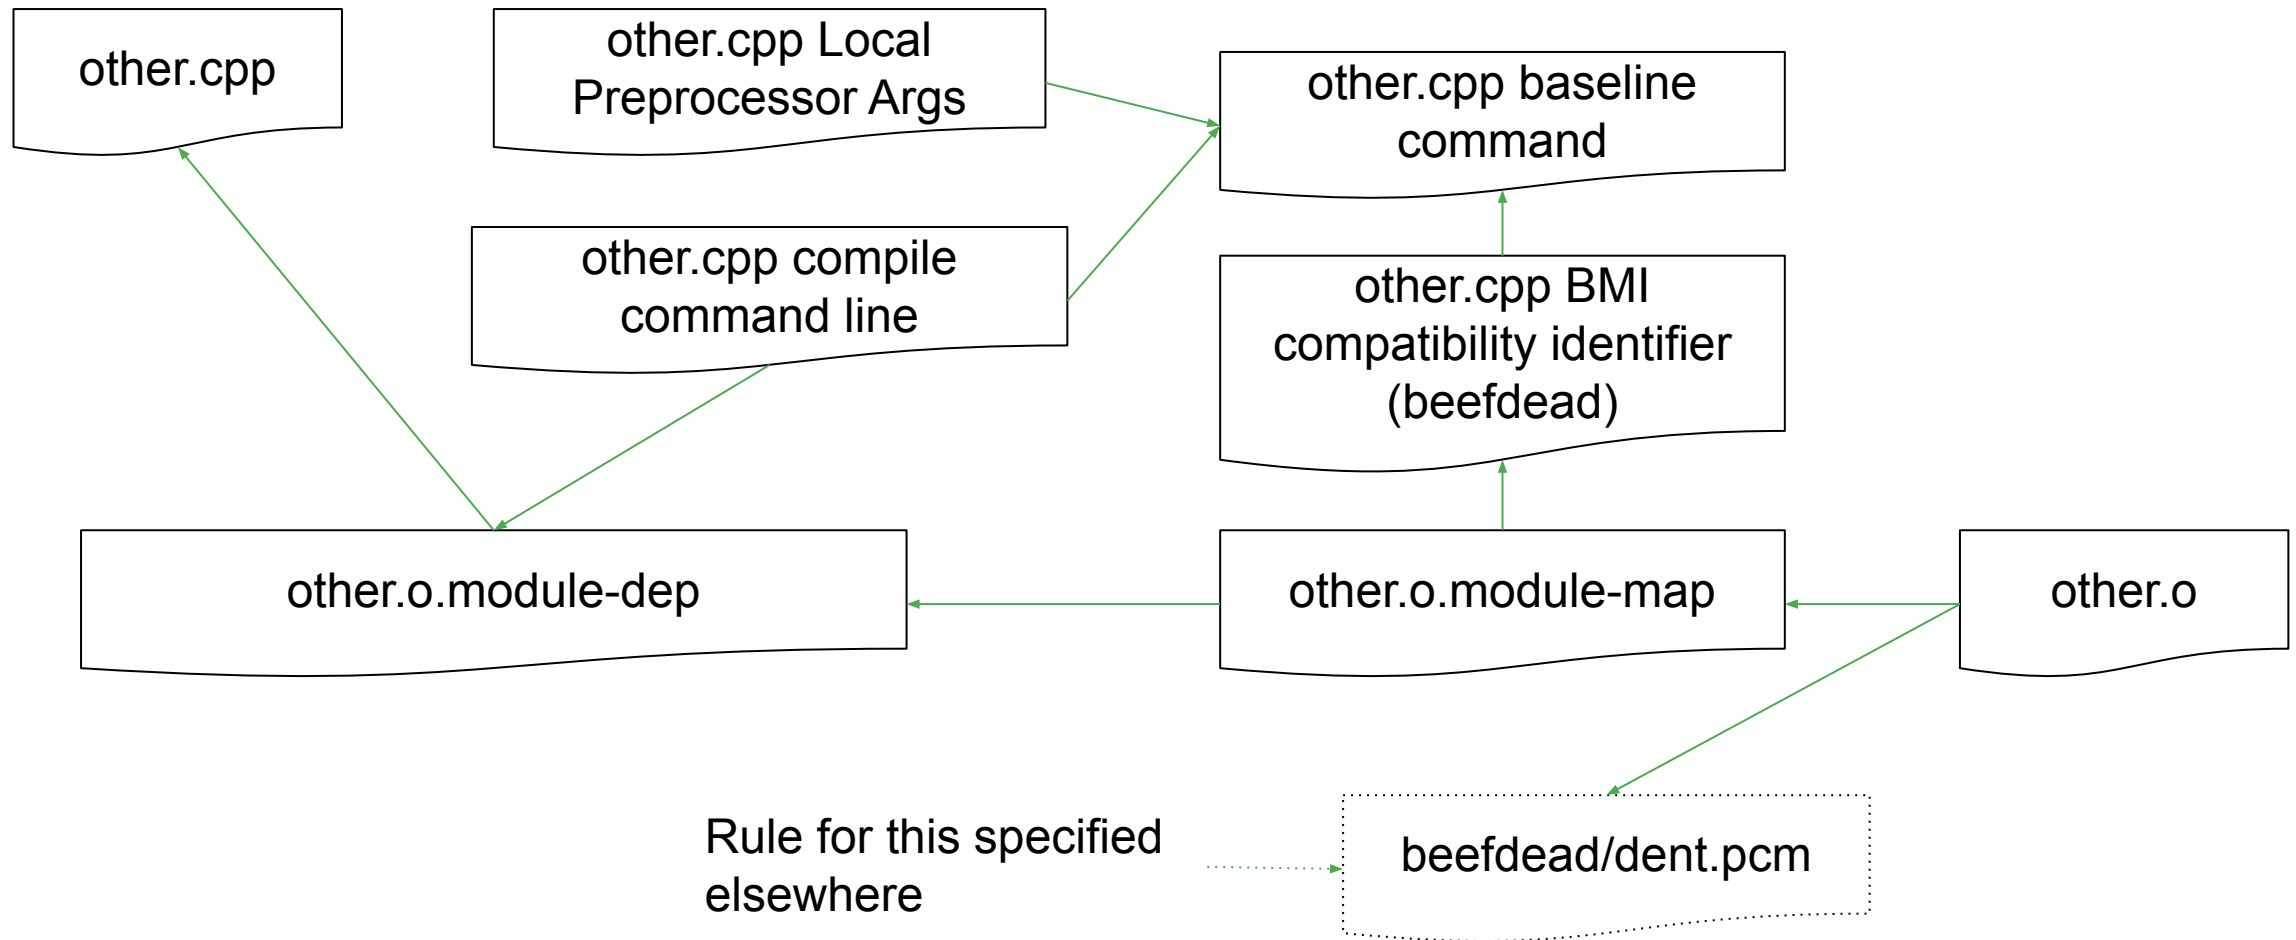 other.cpp
other.cpp Local
Preprocessor Args
other.cpp baseline
command
other.cpp compile
command line
other.cpp BMI
compatibility identifier
(beefdead)
other.o.module-dep
other.o.module-map
other.o
Rule for this specified
elsewhere
beefdead/dent.pcm